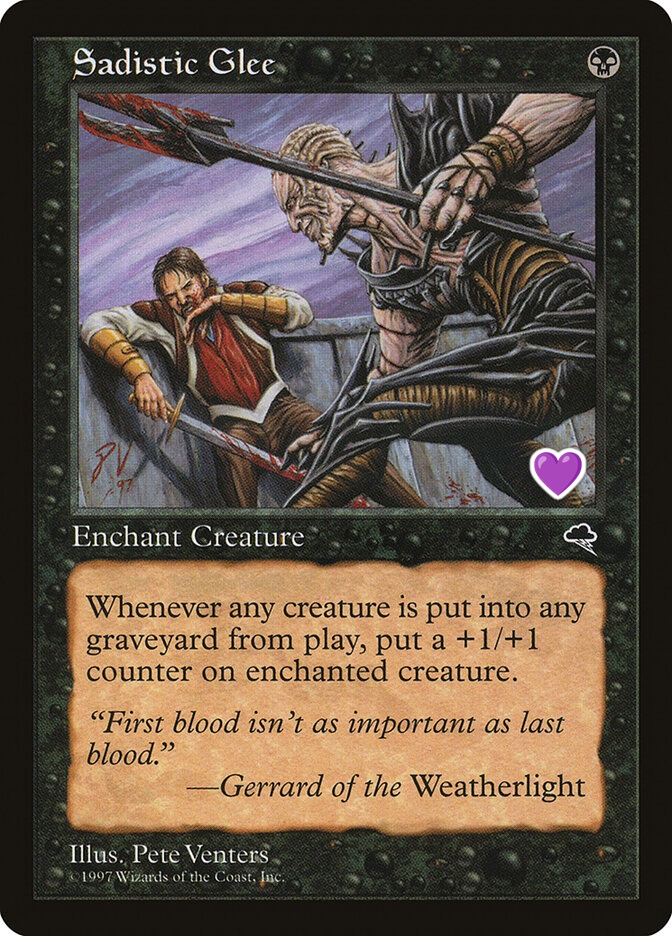 Sadistic Glee
PV
97
Enchant Creature
Whenever any creature is put into any
graveyard from play, put a +1/+1
counter on enchanted creature.
“First blood isn’t as important as last
blood.”
—Gerrard of the Weatherlight
Illus. Pete Venters
©1997 Wizards of the Coast, Inc.